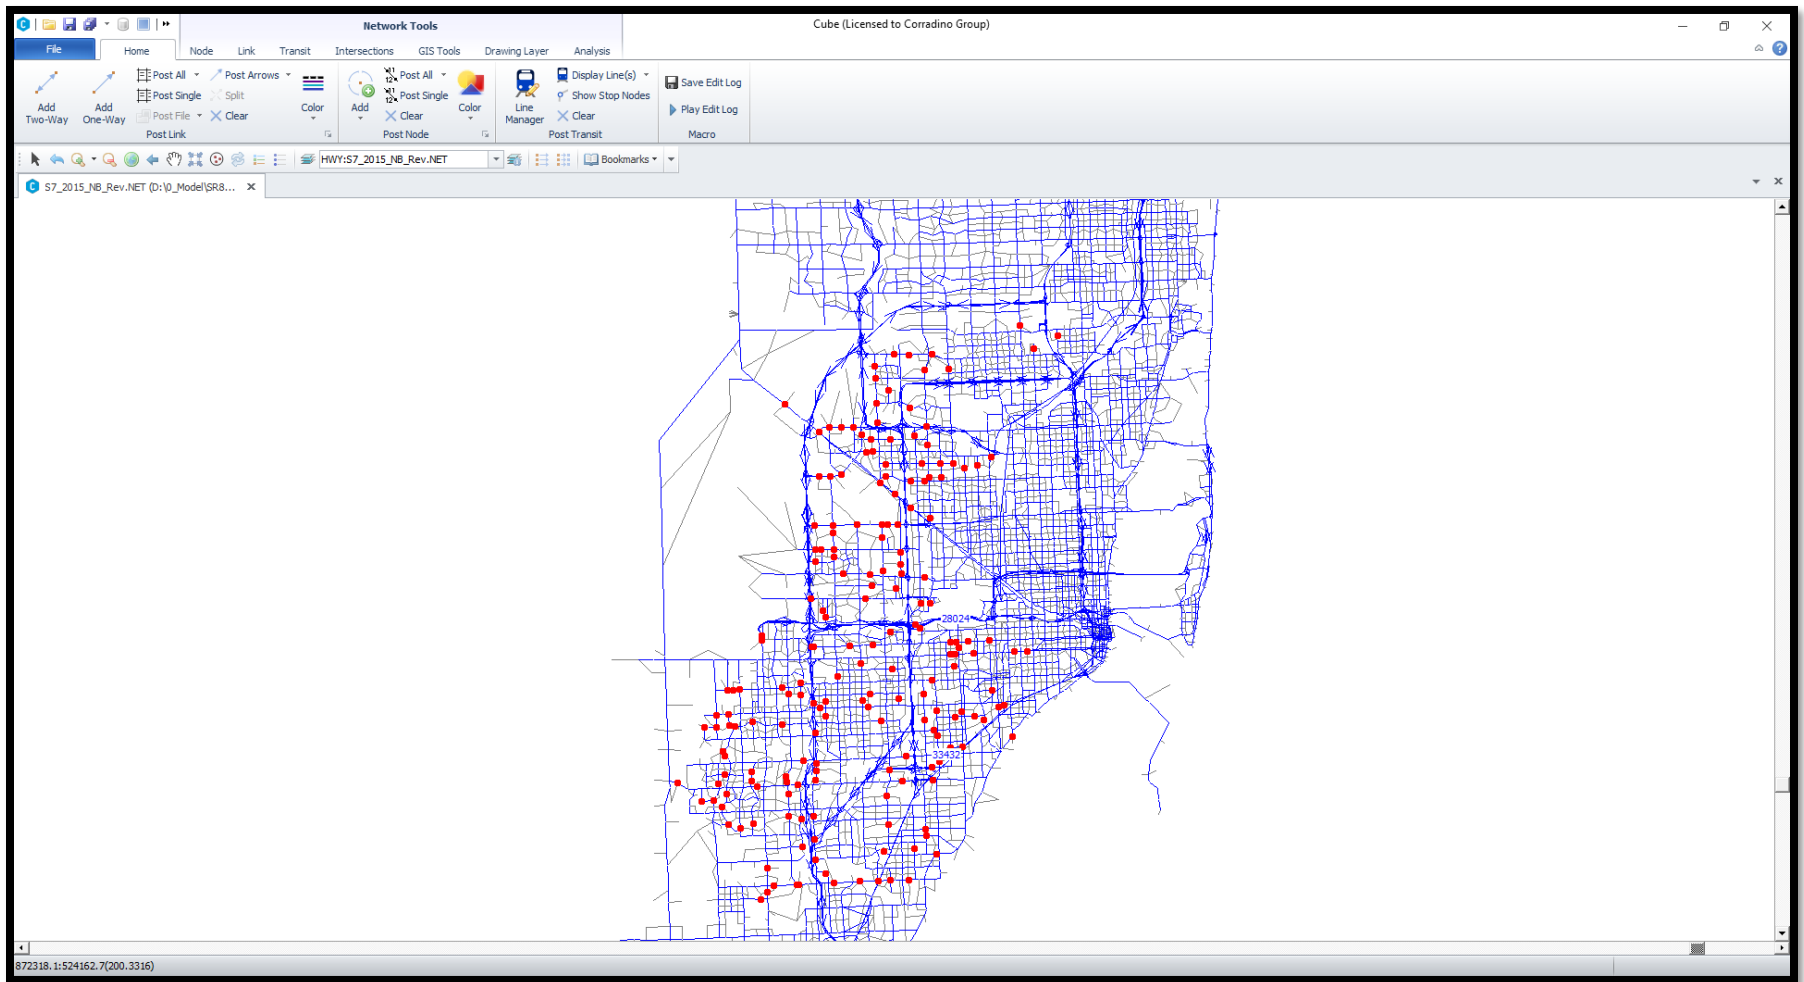 Network Tools
Cube (Licensed to Corradino Group)
File Home Node Link Transit Intersections GIS Tools Drawing Layer Analysis
Add Two-Way
Add One-Way
Post All
Post Single
Post File
Post Arrows
Split
Clear
Color
Post Link
Add
Post All
Post Single
Clear
Color
Post Node
Line Manager
Display Line(s)
Show Stop Nodes
Clear
Post Transit
Save Edit Log
Play Edit Log
Macro
HWY:S7_2015_NB_Rev.NET
Bookmarks
S7_2015_NB_Rev.NET (D:\0_Model\SR8...
28024
33432
872318.1:524162.7(200.3316)